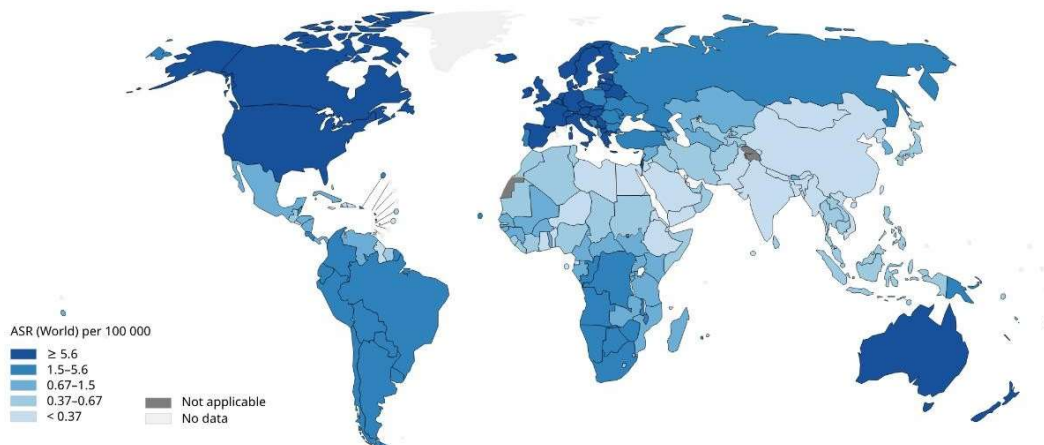 ASR (World) per 100 000
≥ 5.6
1.5–5.6
0.67–1.5
0.37–0.67
< 0.37
Not applicable
No data